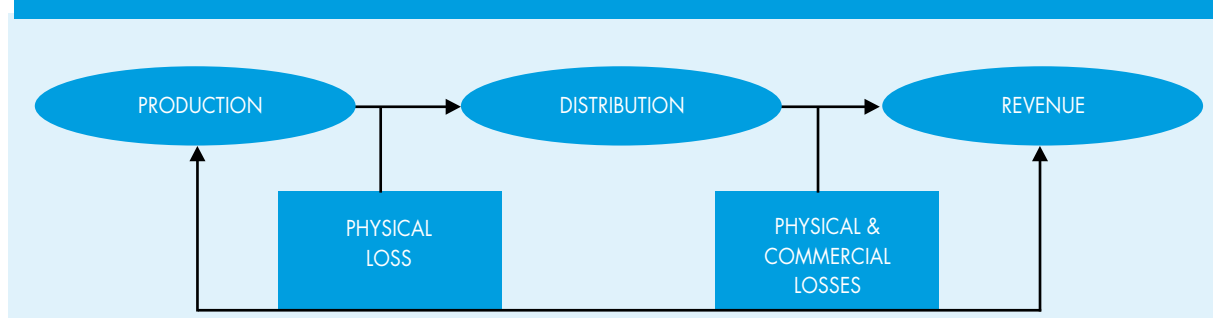 PRODUCTION
DISTRIBUTION
REVENUE
PHYSICAL
LOSS
PHYSICAL &
COMMERCIAL
LOSSES